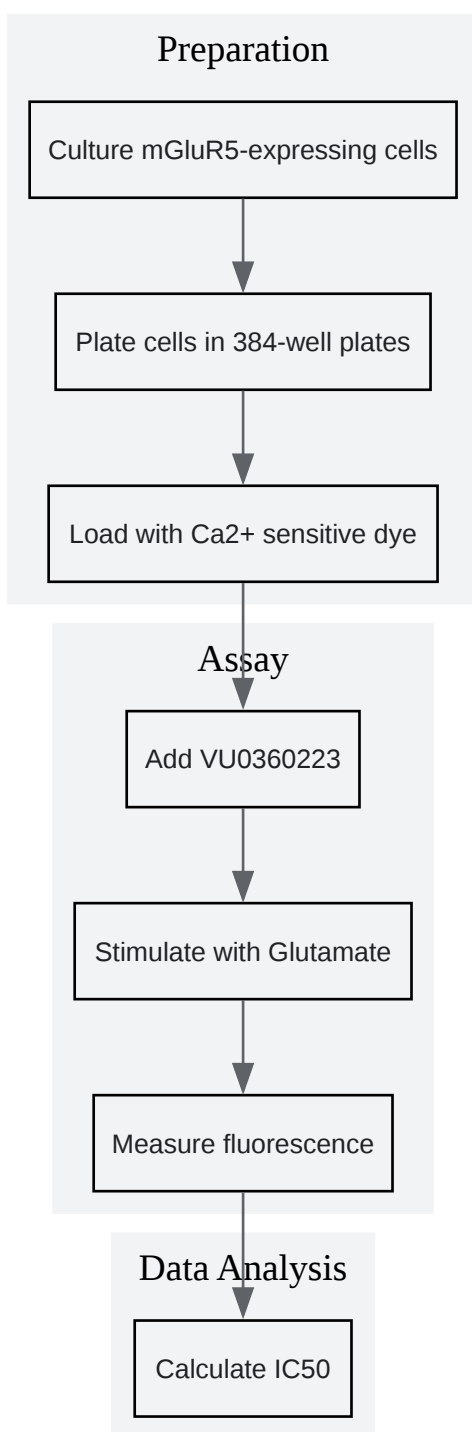 Preparation
Culture mGluR5-expressing cells
Plate cells in 384-well plates
Load with Ca2+ sensitive dye
Assay
Add VU0360223
Stimulate with Glutamate
Measure fluorescence
Data Analysis
Calculate IC50